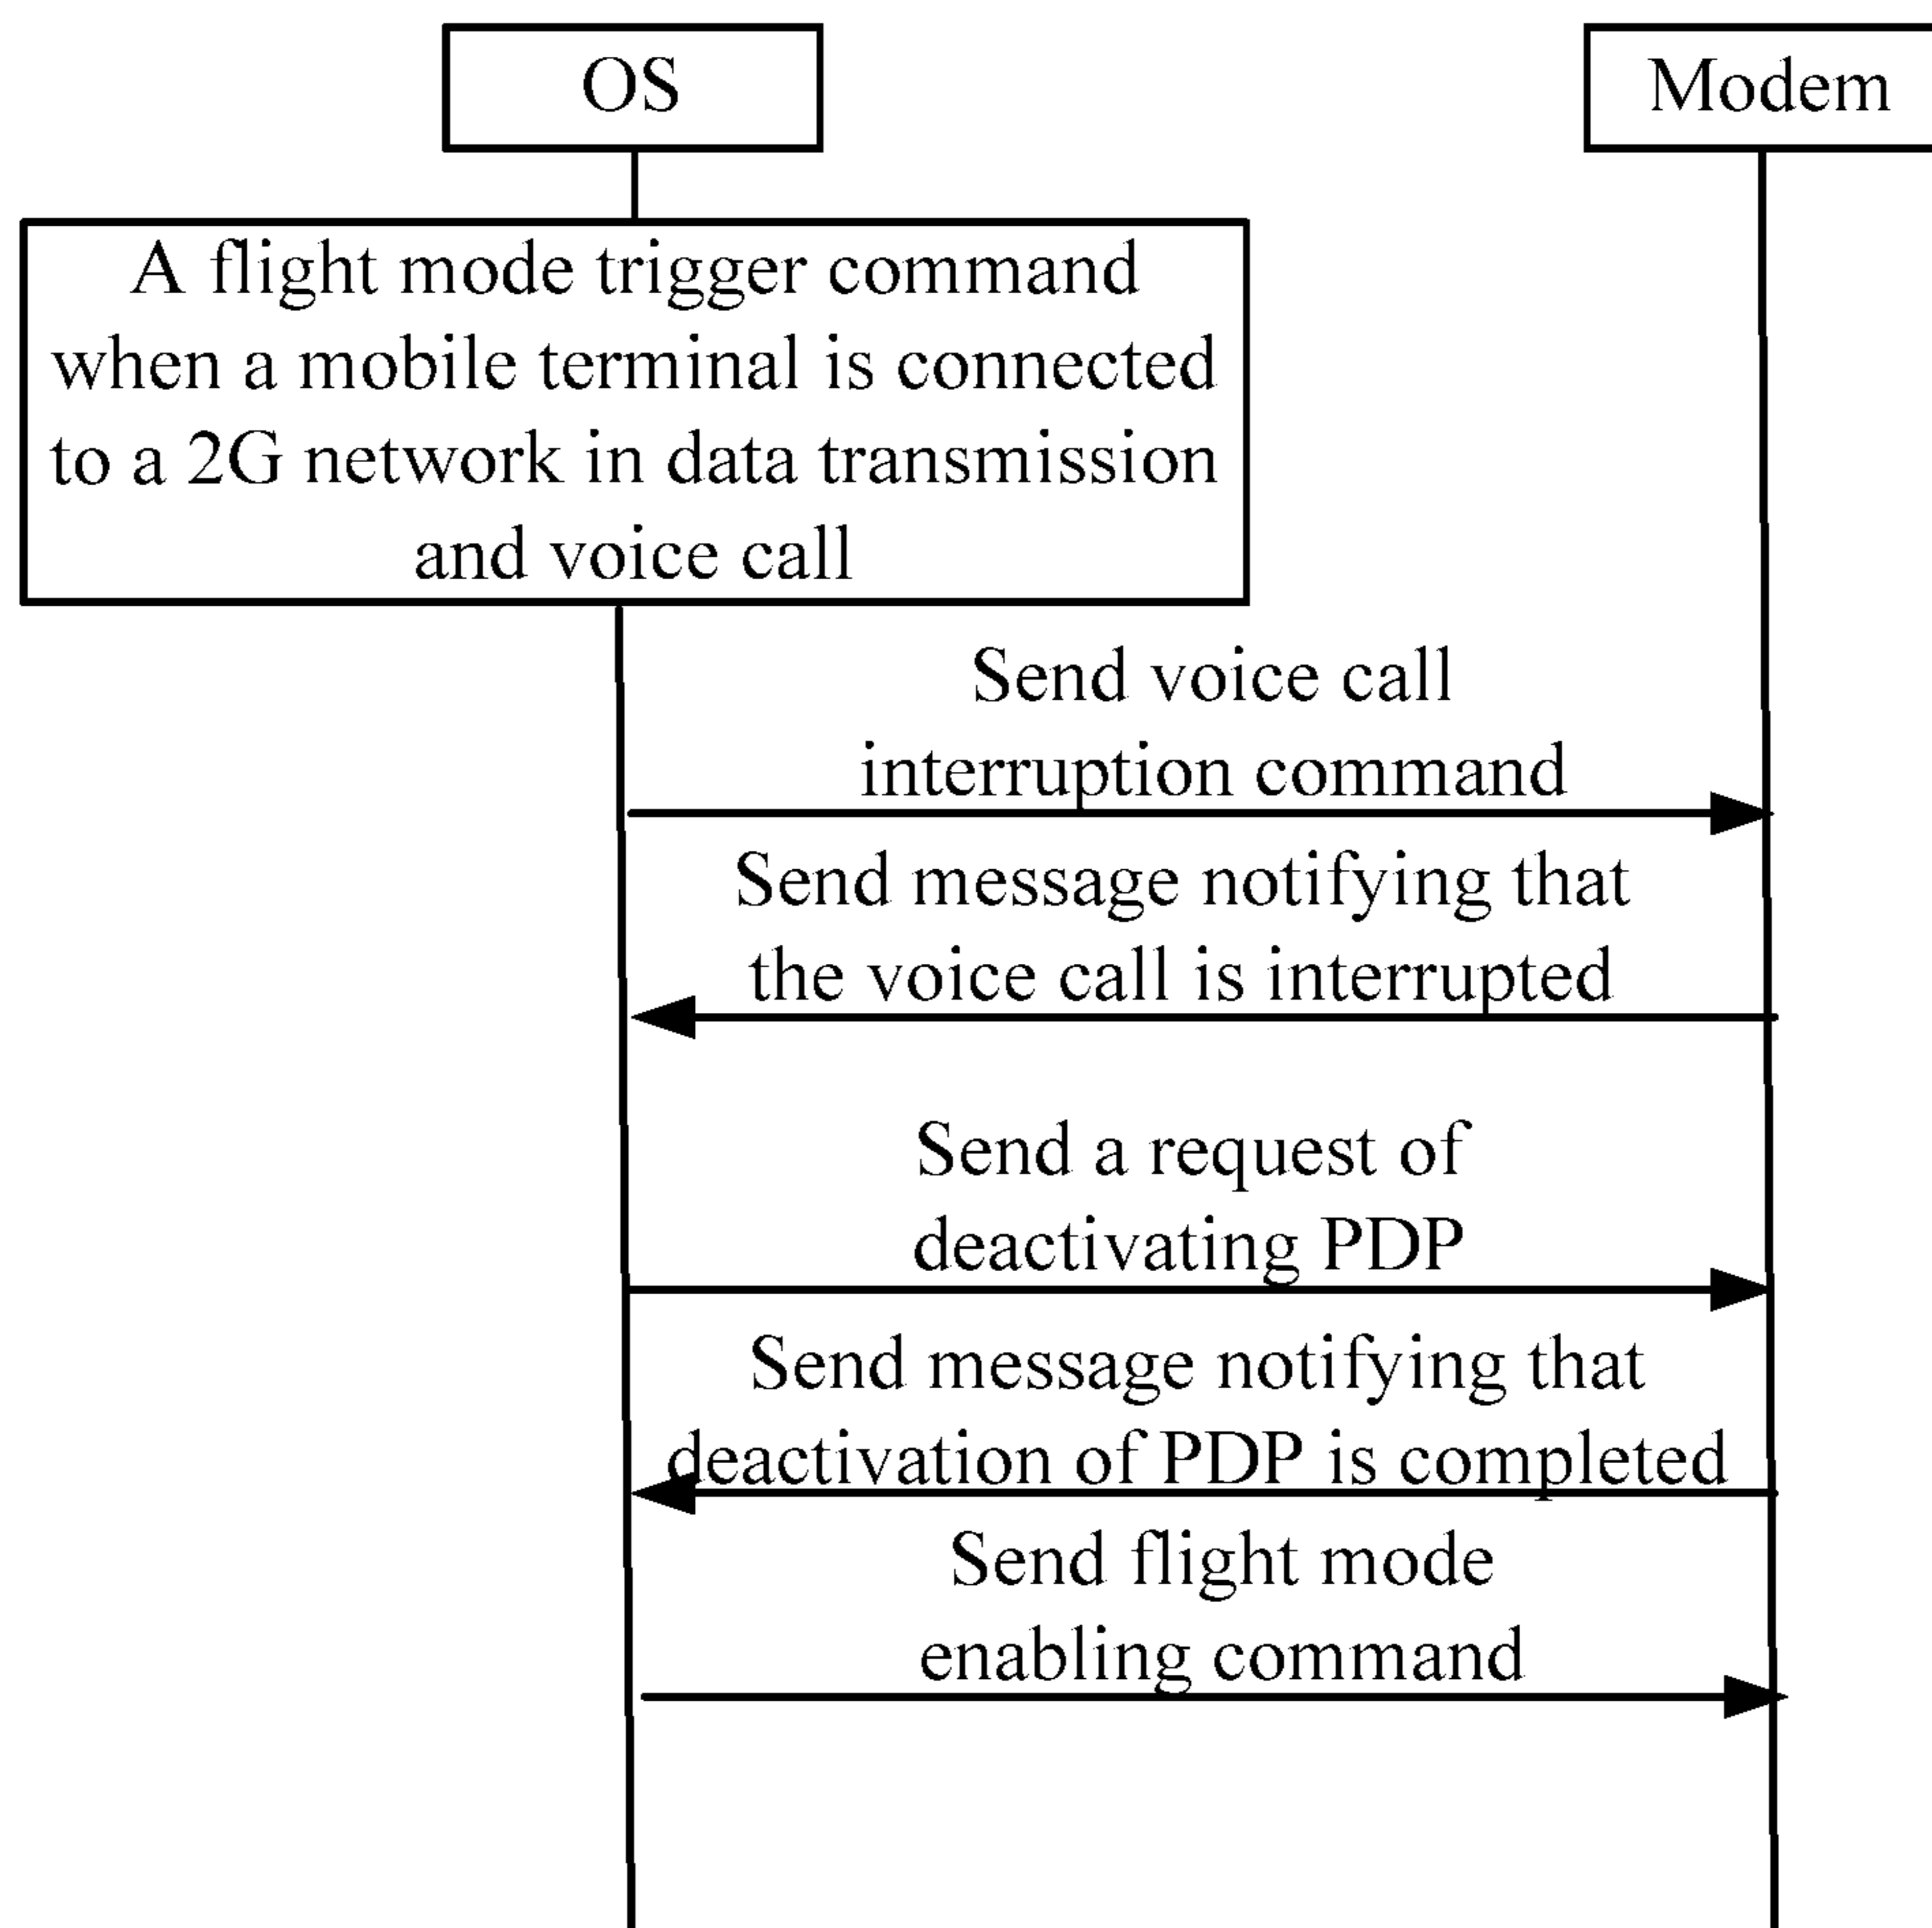 OS
Modem
A flight mode trigger command
when a mobile terminal is connected
to a 2G network in data transmission
and voice call
Send voice call
interruption command
Send message notifying that
the voice call is interrupted
Send a request of
deactivating PDP
Send message notifying that
deactivation of PDP is completed
Send flight mode
enabling command